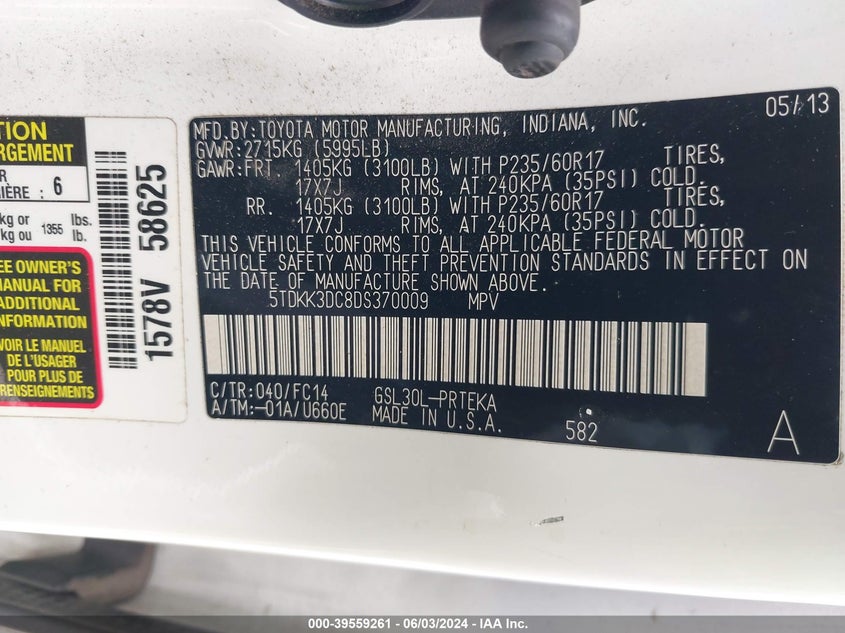 TION
RGEMENT
R
IÈRE : 6
kg or 1355 lbs.
kg ou lb.
EE OWNER'S
MANUAL FOR
ADDITIONAL
INFORMATION
VOIR LE MANUEL
DE L'USAGER
POUR PLUS DE
RENSEIGNEMENTS
1578V 58625
MFD.BY:TOYOTA MOTOR MANUFACTURING, INDIANA, INC. 05/13
GVWR:2715KG (5995LB)
GAWR:FRT. 1405KG (3100LB) WITH P235/60R17 TIRES,
17X7J RIMS, AT 240KPA (35PSI) COLD.
RR. 1405KG (3100LB) WITH P235/60R17 TIRES,
17X7J RIMS, AT 240KPA (35PSI) COLD.
THIS VEHICLE CONFORMS TO ALL APPLICABLE FEDERAL MOTOR
VEHICLE SAFETY AND THEFT PREVENTION STANDARDS IN EFFECT ON
THE DATE OF MANUFACTURE SHOWN ABOVE.
5TDKK3DC8DS370009 MPV
C/TR:040/FC14 GSL30L-PRTEKA
A/TM:-01A/U660E MADE IN U.S.A. 582 A
000-39559261 - 06/03/2024 - IAA Inc.